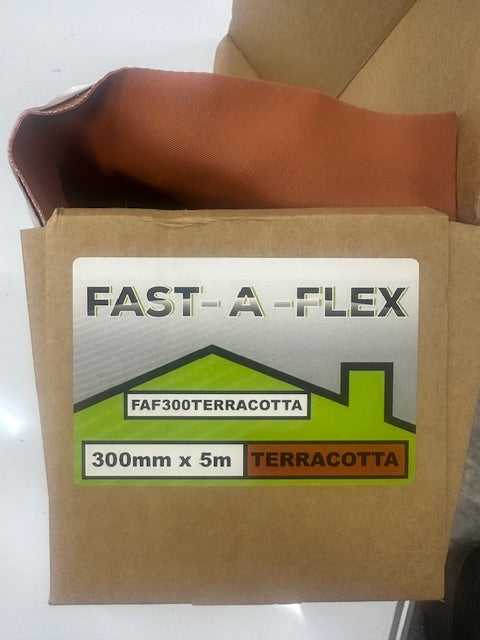 FAST-A-FLEX
FAF300TERRACOTTA
300mm x 5m TERRACOTTA